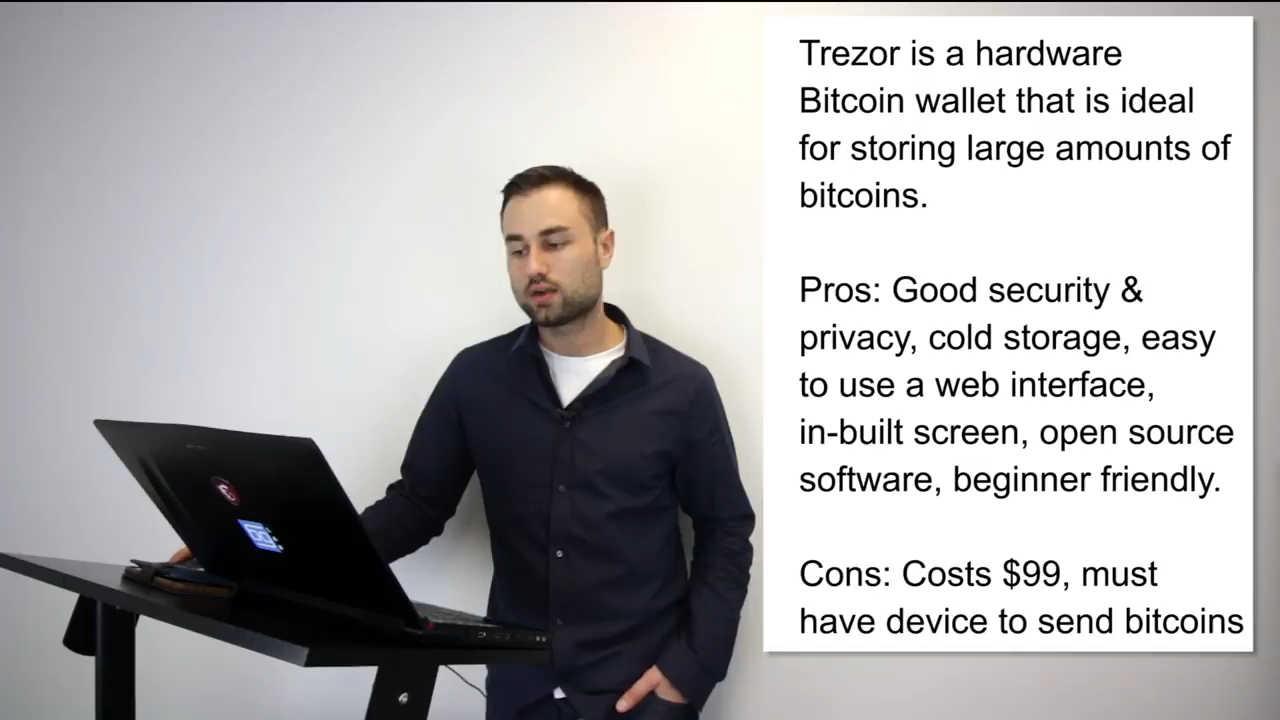 Trezor is a hardware
Bitcoin wallet that is ideal
for storing large amounts of
bitcoins.
Pros: Good security &
privacy, cold storage, easy
to use a web interface,
in-built screen, open source
software, beginner friendly.
Cons: Costs $99, must
have device to send bitcoins